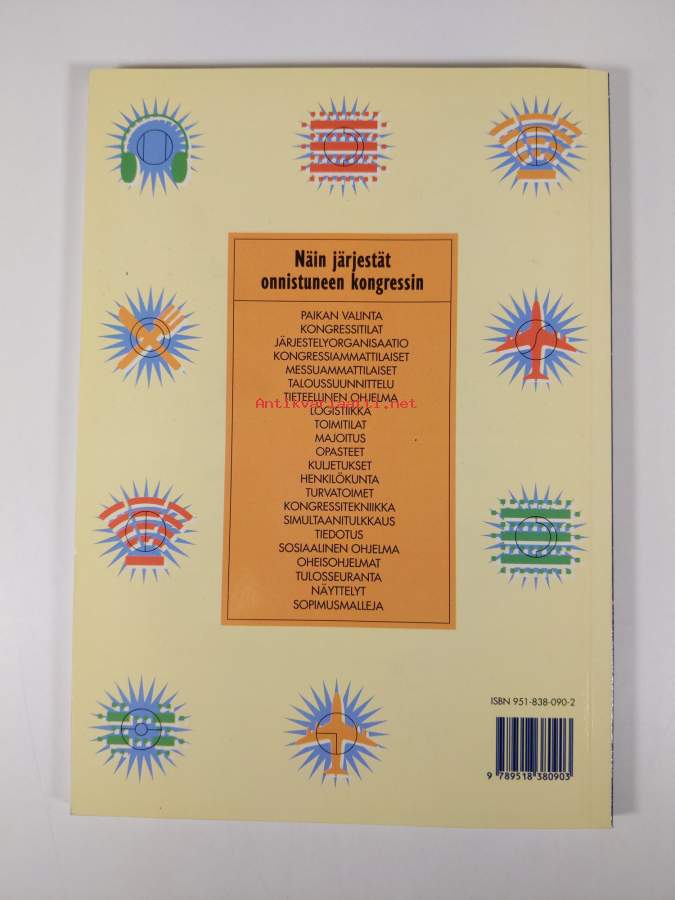 Näin järjestät
onnistuneen kongressin
PAIKAN VALINTA
KONGRESSITILAT
JÄRJESTELYORGANISAATIO
KONGRESSIAMMATTILAISET
MESSUAMMATTILAISET
TALOUSSUUNNITTELU
TIETEELLINEN OHJELMA
Antikvariaatti.net
LOGISTIIKKA
TOIMITILAT
MAJOITUS
OPASTEET
KULJETUKSET
HENKILÖKUNTA
TURVATOIMET
KONGRESSITEKNIIKKA
SIMULTAANITULKKAUS
TIEDOTUS
SOSIAALINEN OHJELMA
OHEISOHJELMAT
TULOSSEURANTA
NÄYTTELYT
SOPIMUSMALLEJA
ISBN 951-838-090-2
9 789518 380903